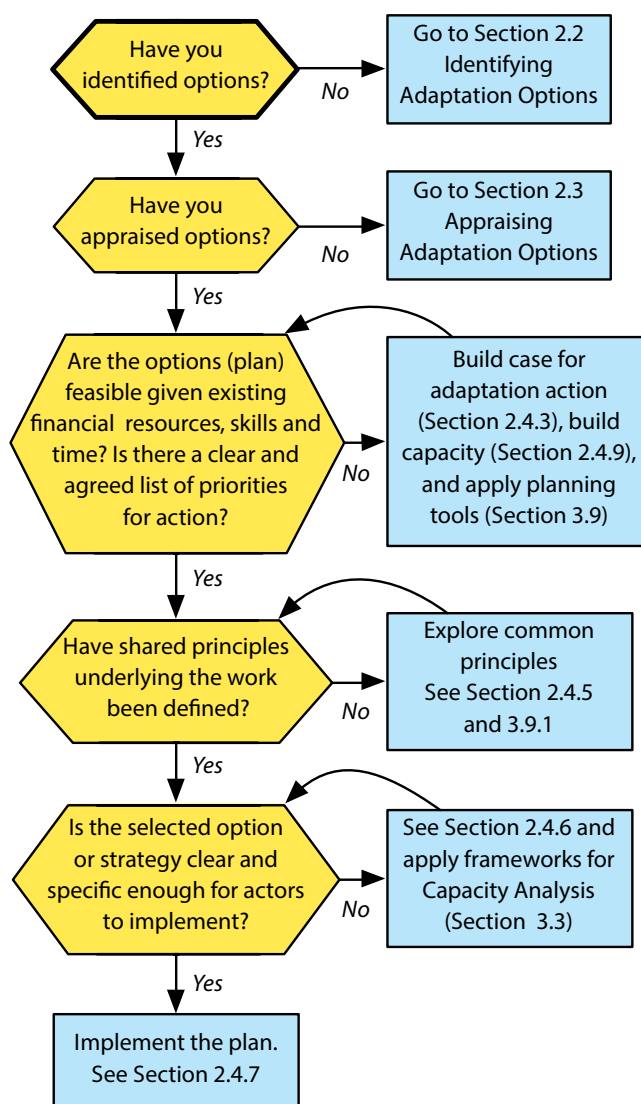 Have you
identified options?
No
Go to Section 2.2
Identifying
Adaptation Options
Yes
Have you
appraised options?
No
Go to Section 2.3
Appraising
Adaptation Options
Yes
Are the options (plan)
feasible given existing
financial resources, skills and
time? Is there a clear and
agreed list of priorities
for action?
No
Build case for
adaptation action
(Section 2.4.3), build
capacity (Section 2.4.9),
and apply planning
tools (Section 3.9)
Yes
Have shared principles
underlying the work
been defined?
No
Explore common
principles
See Section 2.4.5
and 3.9.1
Yes
Is the selected option
or strategy clear and
specific enough for actors
to implement?
No
See Section 2.4.6 and
apply frameworks for
Capacity Analysis
(Section 3.3)
Yes
Implement the plan.
See Section 2.4.7